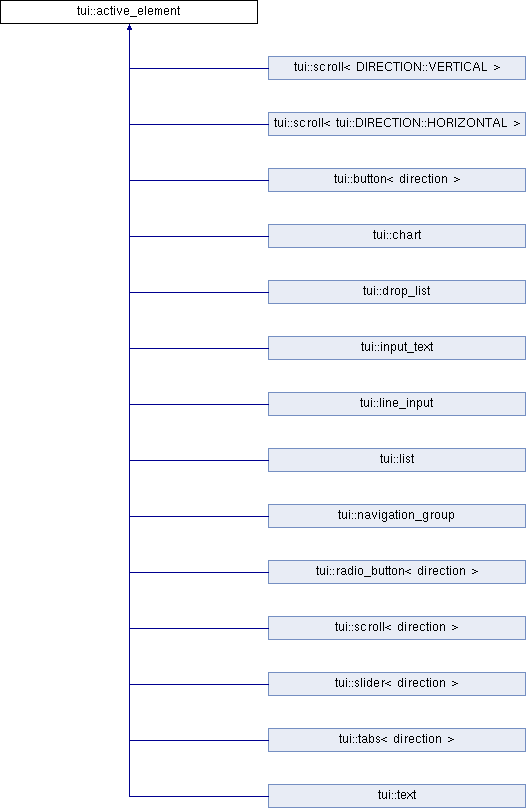 tui::active_element
tui::scroll< DIRECTION::VERTICAL >
tui::scroll< tui::DIRECTION::HORIZONTAL >
tui::button< direction >
tui::chart
tui::drop_list
tui::input_text
tui::line_input
tui::list
tui::navigation_group
tui::radio_button< direction >
tui::scroll< direction >
tui::slider< direction >
tui::tabs< direction >
tui::text